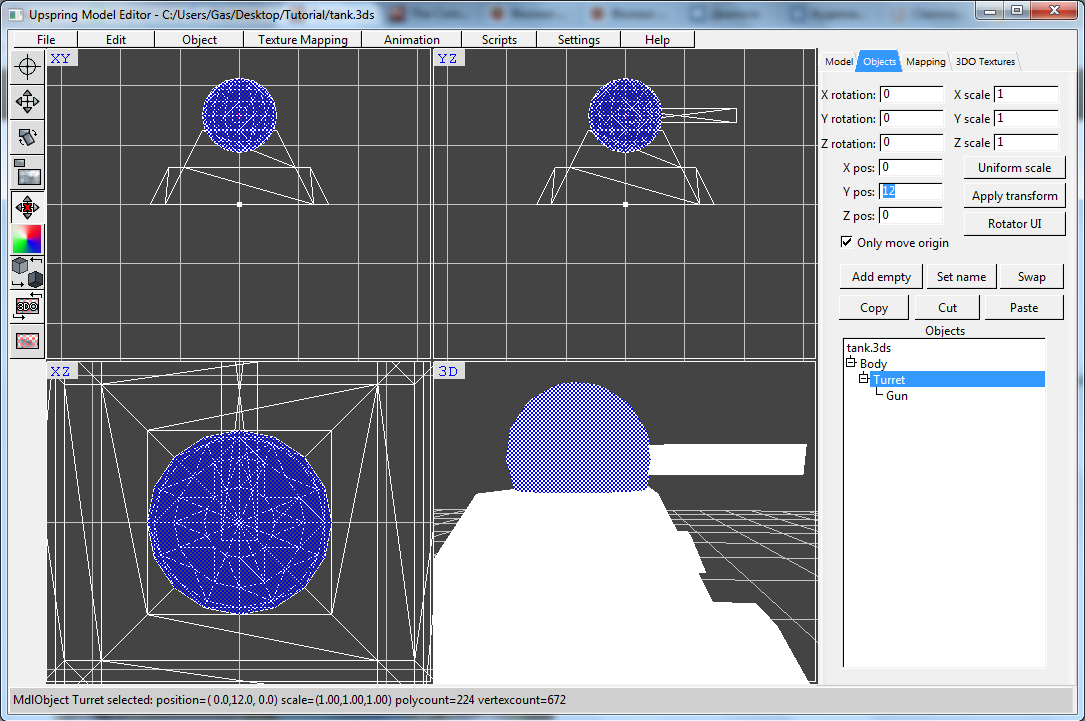 Upspring Model Editor - C:/Users/Gas/Desktop/Tutorial/tank.3ds
File Edit Object Texture Mapping Animation Scripts Settings Help
XY
YZ
XZ
3D
3DO
Model Objects Mapping 3DO Textures
X rotation: 0 X scale 1
Y rotation: 0 Y scale 1
Z rotation: 0 Z scale 1
X pos: 0 Uniform scale
Y pos: 12 Apply transform
Z pos: 0 Rotator UI
Only move origin
Add empty Set name Swap
Copy Cut Paste
Objects
tank.3ds
Body
Turret
Gun
MdlObject Turret selected: position=( 0.0,12.0, 0.0) scale=(1.00,1.00,1.00) polycount=224 vertexcount=672